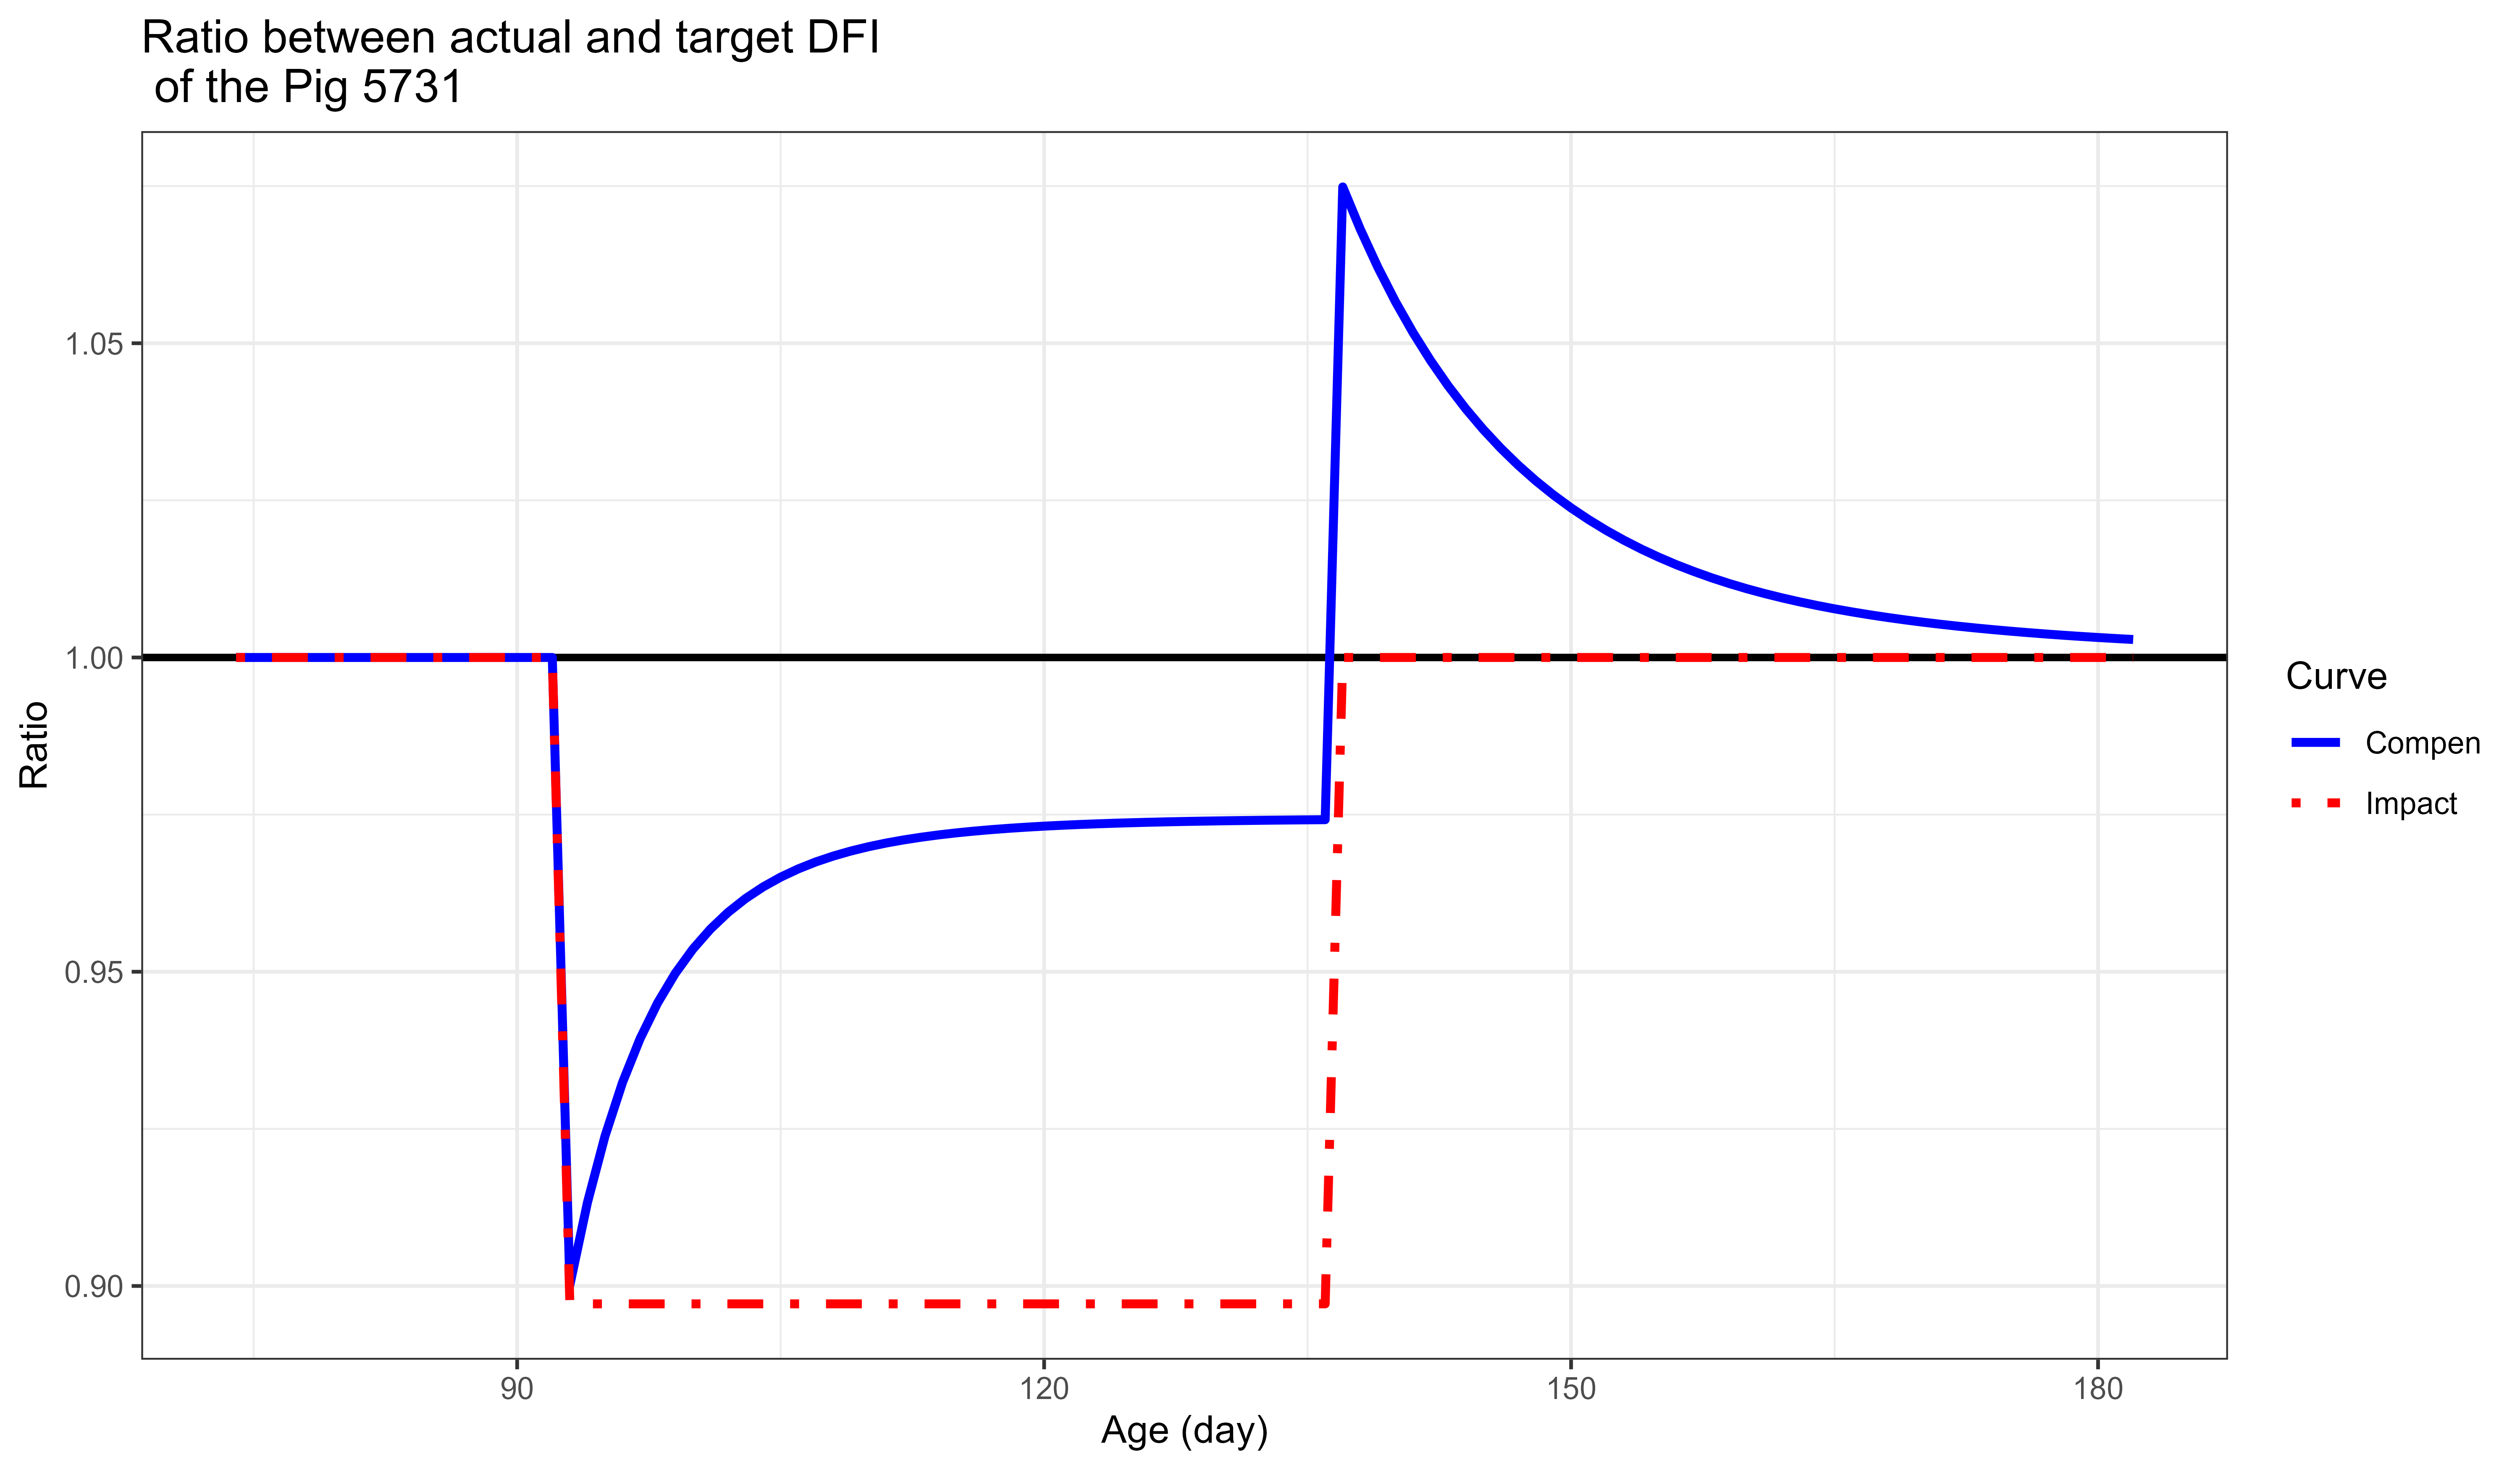 Ratio between actual and target DFI
of the Pig 5731
1.05
1.00
0.95
0.90
Ratio
90 120 150 180
Age (day)
Curve
Compen
Impact